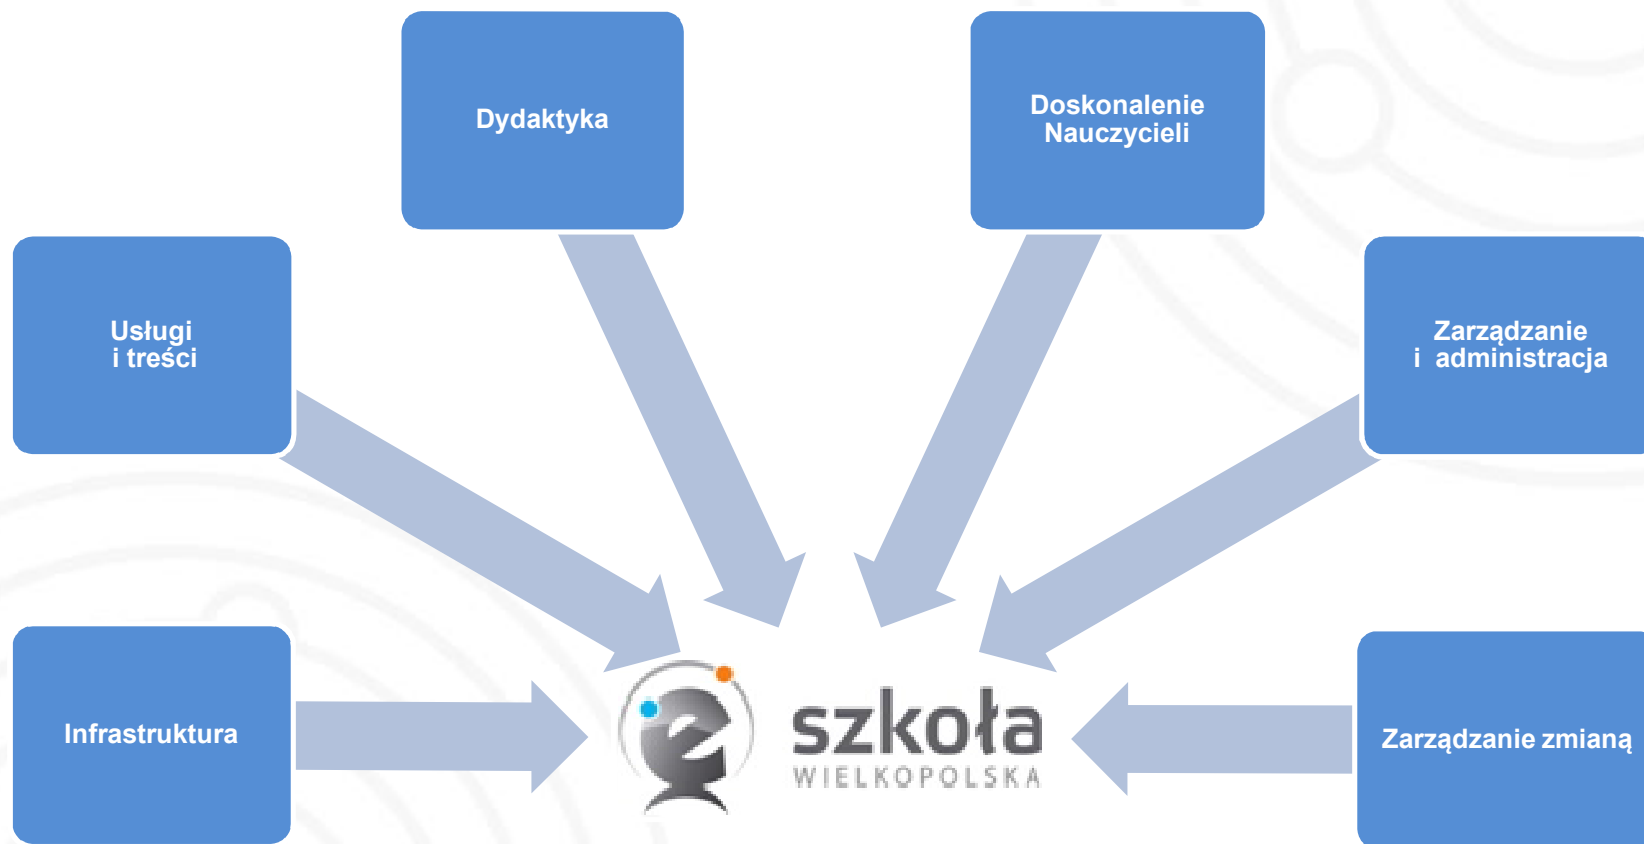 Dydaktyka
Doskonalenie
Nauczycieli
Usługi
i treści
Zarządzanie
i administracja
Infrastruktura
e szkoła
WIELKOPOLSKA
Zarządzanie zmianą